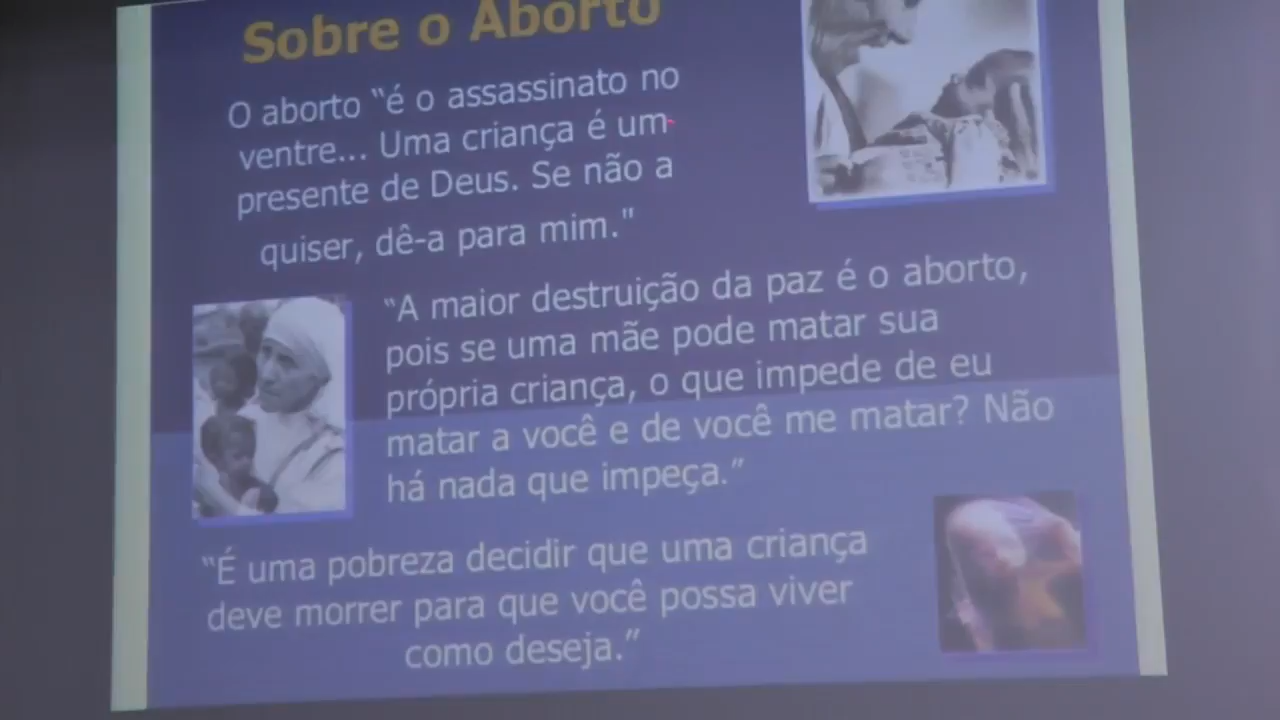 Sobre o Aborto
O aborto “é o assassinato no
ventre... Uma criança é um
presente de Deus. Se não a
quiser, dê-a para mim."
“A maior destruição da paz é o aborto,
pois se uma mãe pode matar sua
própria criança, o que impede de eu
matar a você e de você me matar? Não
há nada que impeça.”
“É uma pobreza decidir que uma criança
deve morrer para que você possa viver
como deseja.”